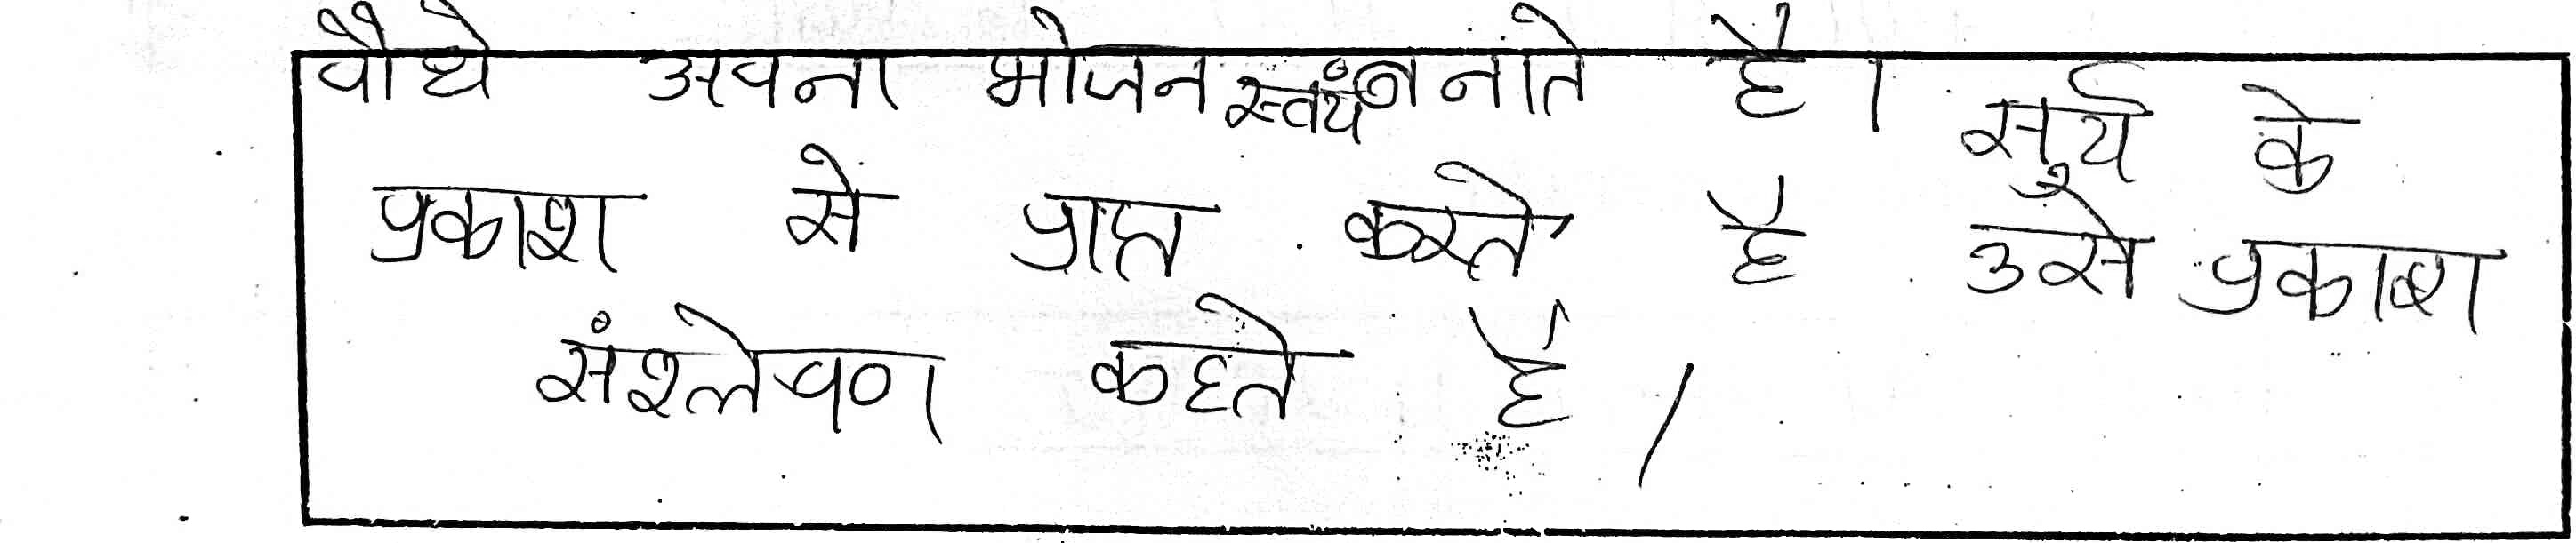 पौधे अपना भोजन स्वयं बनाते है। सुर्य के
प्रकाश से प्राप्त करते है उसे प्रकाश
संश्लेषण कहते है।